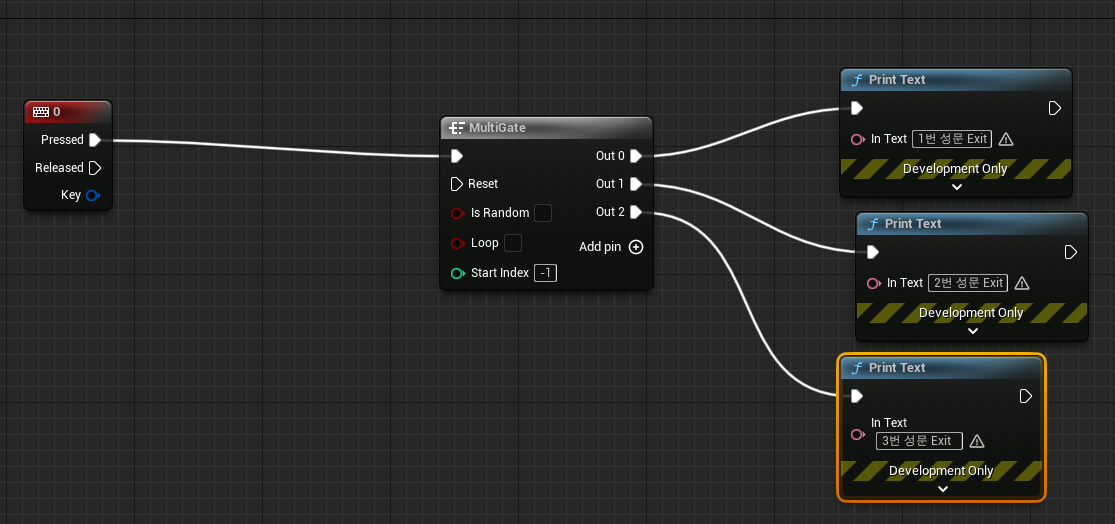 0
Pressed
Released
Key
MultiGate
Out 0
Reset
Out 1
Is Random
Out 2
Loop
Add pin
Start Index -1
Print Text
In Text 1번 성문 Exit
Development Only
Print Text
In Text 2번 성문 Exit
Development Only
Print Text
In Text
3번 성문 Exit
Development Only